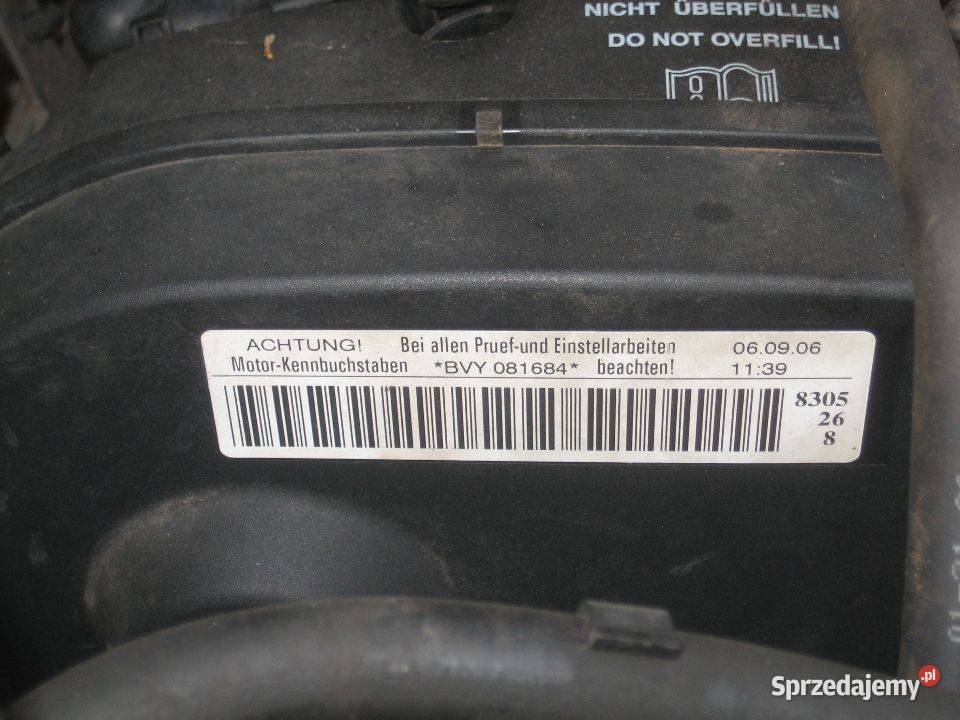 NICHT ÜBERFÜLLEN
DO NOT OVERFILL!
ACHTUNG! Bei allen Pruef-und Einstellarbeiten 06.09.06
Motor-Kennbuchstaben *BVY 081684* beachten! 11:39
8305
26
8
Sprzedajemy.pl